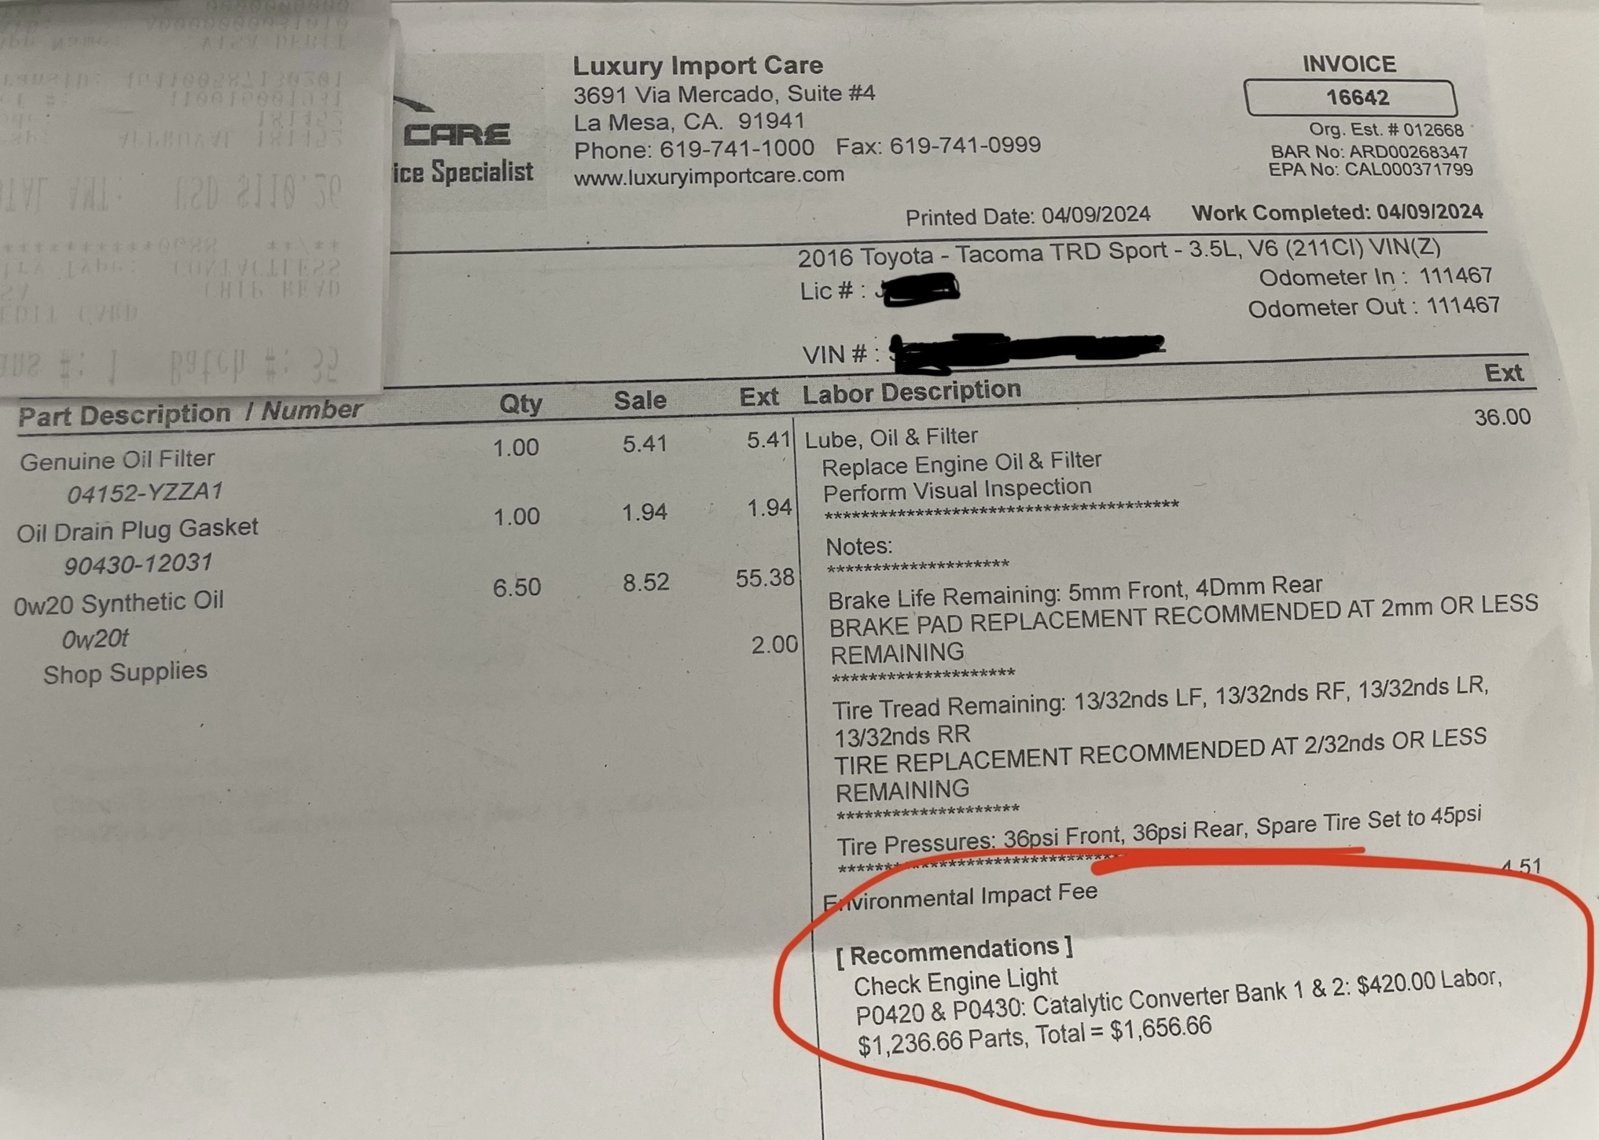 CARE
ice Specialist
Luxury Import Care
3691 Via Mercado, Suite #4
La Mesa, CA. 91941
Phone: 619-741-1000 Fax: 619-741-0999
www.luxuryimportcare.com
INVOICE
16642
Org. Est. # 012668
BAR No: ARD00268347
EPA No: CAL000371799
Printed Date: 04/09/2024 Work Completed: 04/09/2024
2016 Toyota - Tacoma TRD Sport - 3.5L, V6 (211CI) VIN(Z)
Lic # :
Odometer In : 111467
Odometer Out : 111467
VIN # :
Part Description / Number Qty Sale Ext Labor Description Ext
Genuine Oil Filter 1.00 5.41 5.41
04152-YZZA1
Oil Drain Plug Gasket 1.00 1.94 1.94
90430-12031
0w20 Synthetic Oil 6.50 8.52 55.38
0w20t
Shop Supplies 2.00
Lube, Oil & Filter 36.00
Replace Engine Oil & Filter
Perform Visual Inspection
***************************************
Notes:
********************
Brake Life Remaining: 5mm Front, 4Dmm Rear
BRAKE PAD REPLACEMENT RECOMMENDED AT 2mm OR LESS
REMAINING
********************
Tire Tread Remaining: 13/32nds LF, 13/32nds RF, 13/32nds LR,
13/32nds RR
TIRE REPLACEMENT RECOMMENDED AT 2/32nds OR LESS
REMAINING
********************
Tire Pressures: 36psi Front, 36psi Rear, Spare Tire Set to 45psi
Environmental Impact Fee 4.51
[ Recommendations ]
Check Engine Light
P0420 & P0430: Catalytic Converter Bank 1 & 2: $420.00 Labor,
$1,236.66 Parts, Total = $1,656.66